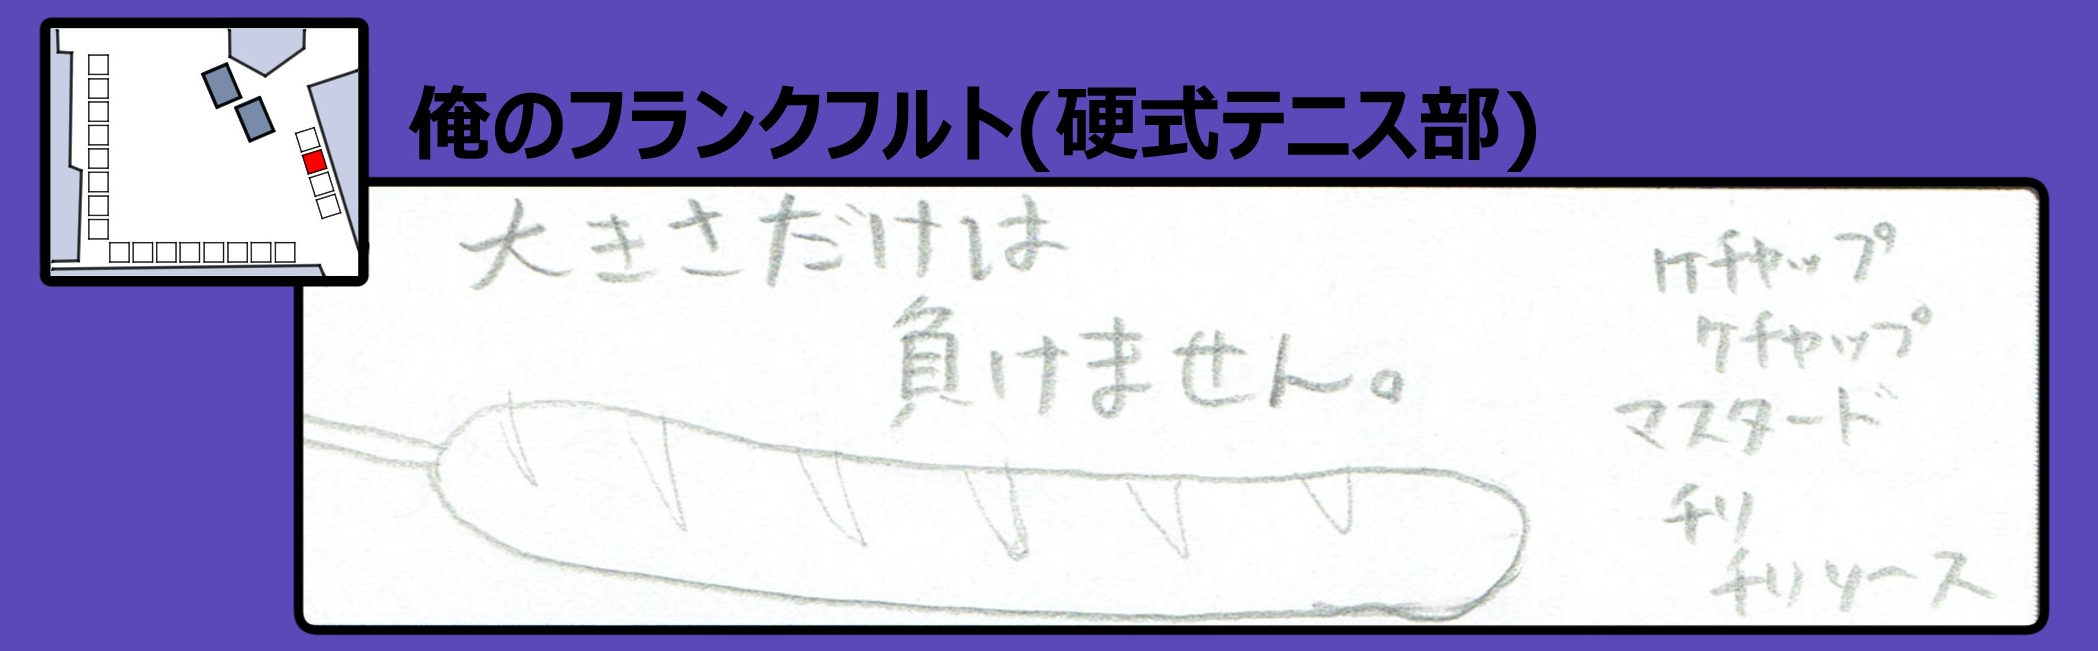 俺のフランクフルト(硬式テニス部)
大きさだけは
負けません。
ケチャップ
ケチャップ
マスタード
チリ
チリソース